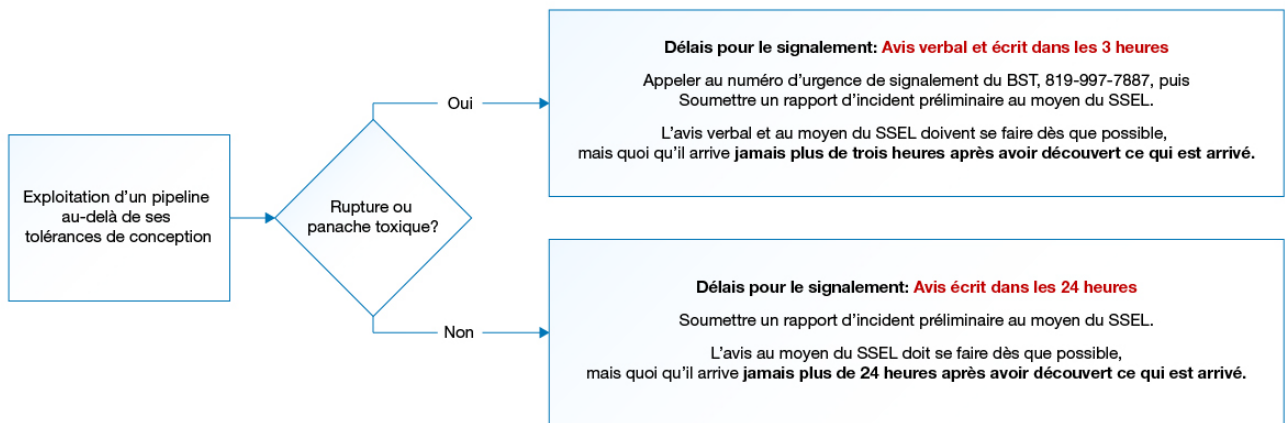 Exploitation d'un pipeline
au-delà de ses
tolérances de conception
Rupture ou
panache toxique?
Oui
Délais pour le signalement: Avis verbal et écrit dans les 3 heures
Appeler au numéro d'urgence de signalement du BST, 819-997-7887, puis
Soumettre un rapport d'incident préliminaire au moyen du SSEL.
L'avis verbal et au moyen du SSEL doivent se faire dès que possible,
mais quoi qu'il arrive jamais plus de trois heures après avoir découvert ce qui est arrivé.
Non
Délais pour le signalement: Avis écrit dans les 24 heures
Soumettre un rapport d'incident préliminaire au moyen du SSEL.
L'avis au moyen du SSEL doit se faire dès que possible,
mais quoi qu'il arrive jamais plus de 24 heures après avoir découvert ce qui est arrivé.